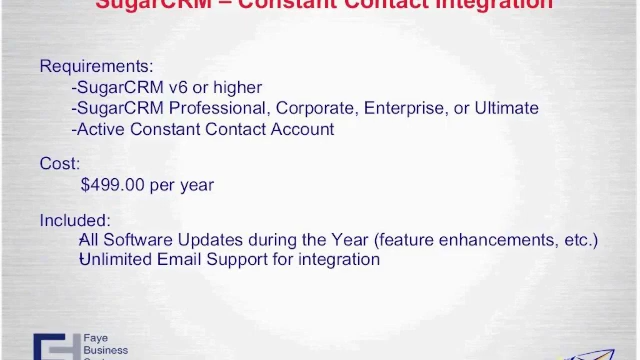 SugarCRM – Constant Contact Integration
Requirements:
-SugarCRM v6 or higher
-SugarCRM Professional, Corporate, Enterprise, or Ultimate
-Active Constant Contact Account
Cost:
$499.00 per year
Included:
All Software Updates during the Year (feature enhancements, etc.)
Unlimited Email Support for integration
Faye
Business